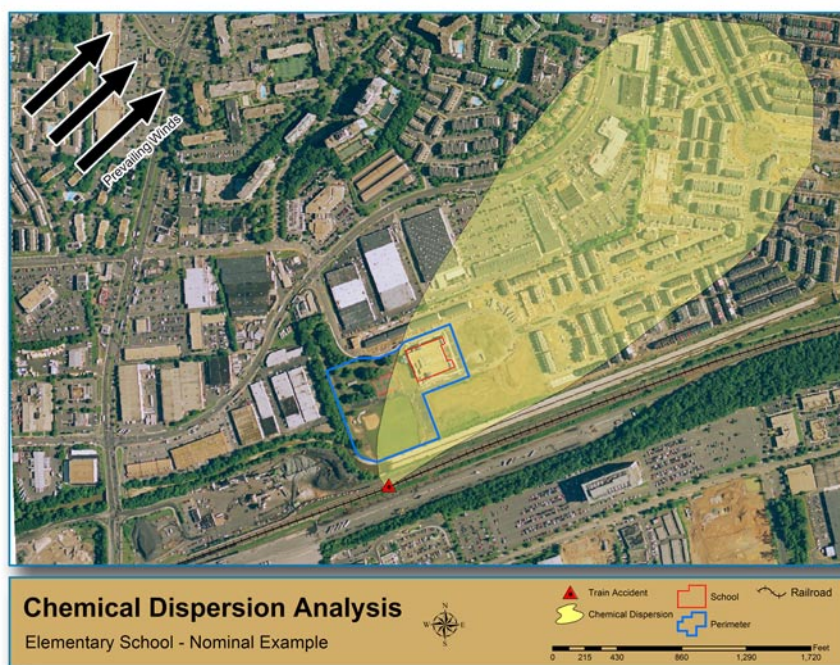 Prevailing Winds
Chemical Dispersion Analysis
Elementary School - Nominal Example
N
W E
S
Train Accident
Chemical Dispersion
School
Perimeter
Railroad
Feet
0 215 430 860 1,290 1,720